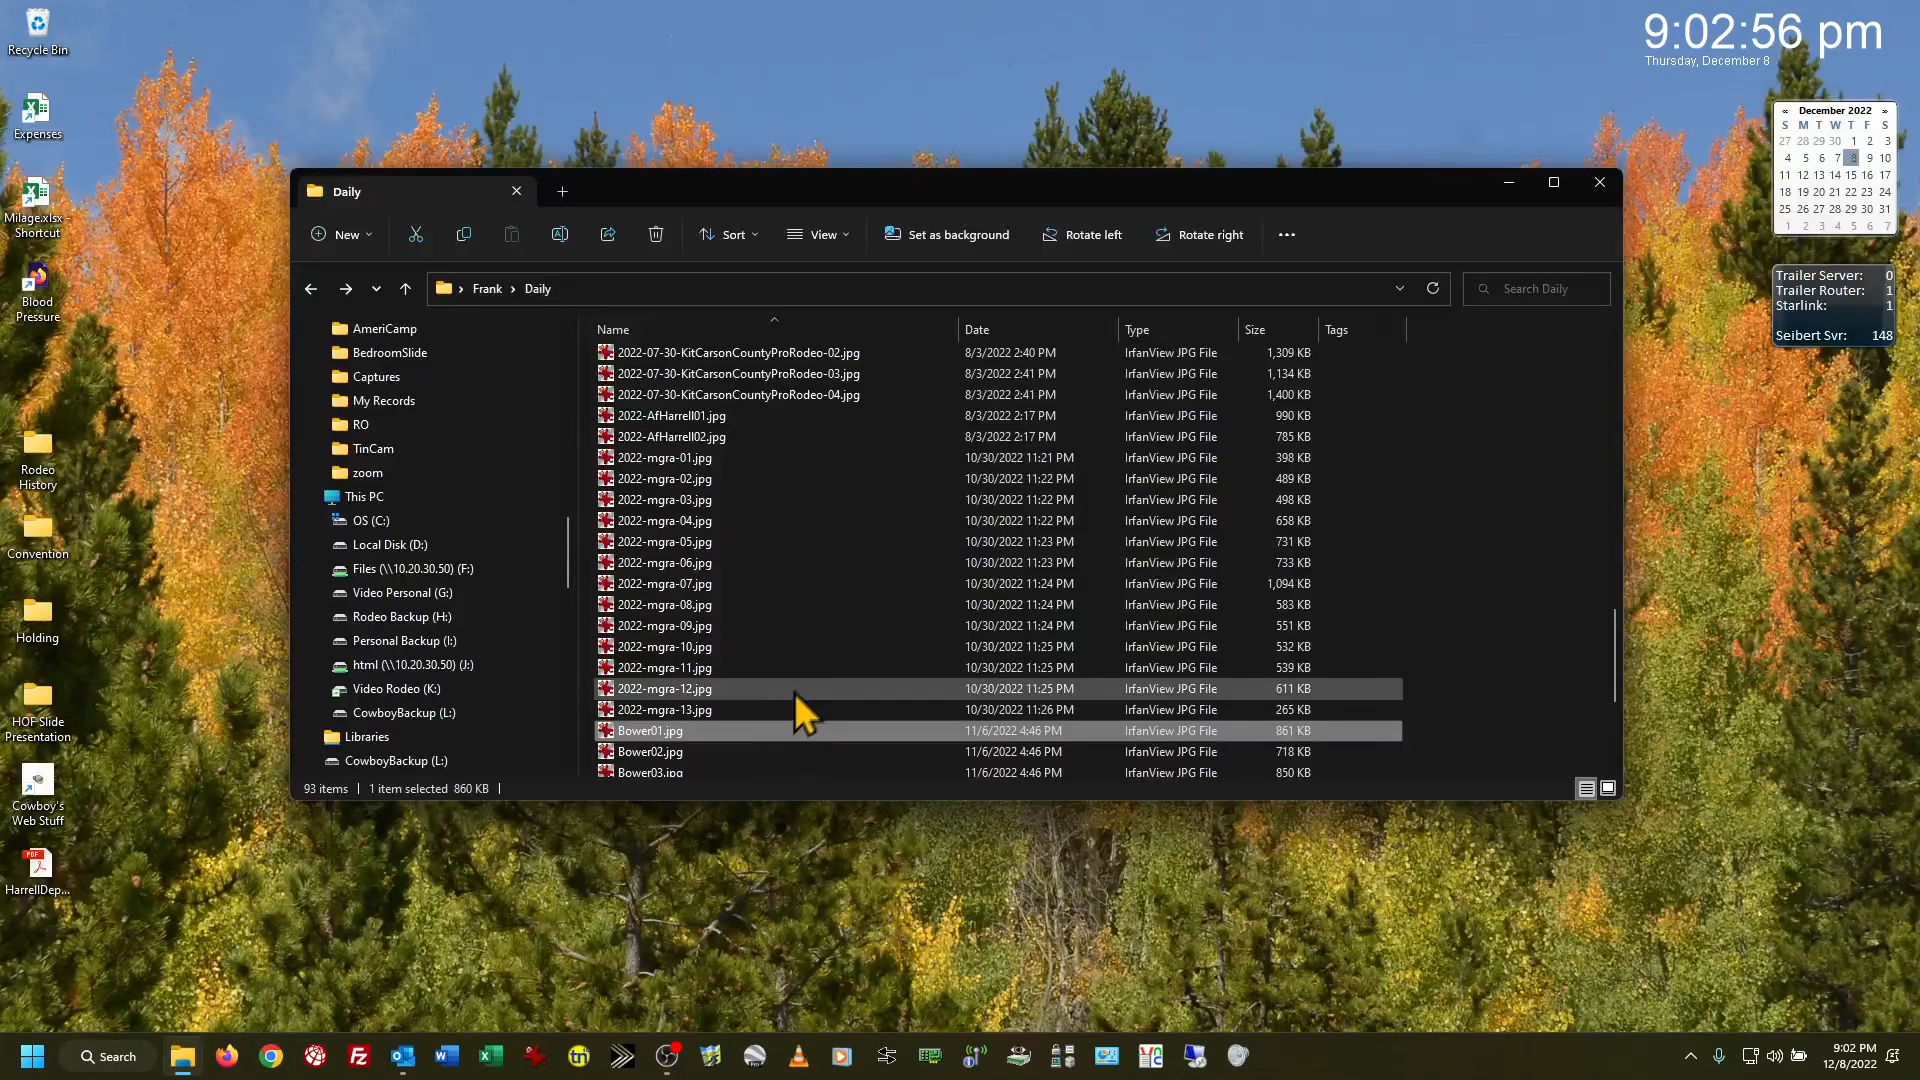 Recycle Bin
Expenses
Milage.xlsx -
Shortcut
Blood
Pressure
Rodeo
History
Convention
Holding
HOF Slide
Presentation
Cowboy's
Web Stuff
PDF
HarrellDep...
9:02:56 pm
Thursday, December 8
« December 2022 »
S M T W T F S
27 28 29 30 1 2 3
4 5 6 7 8 9 10
11 12 13 14 15 16 17
18 19 20 21 22 23 24
25 26 27 28 29 30 31
1 2 3 4 5 6 7
Trailer Server: 0
Trailer Router: 1
Starlink: 1
Seibert Svr: 148
Daily
New
Sort
View
Set as background
Rotate left
Rotate right
Frank › Daily
Search Daily
AmeriCamp
BedroomSlide
Captures
My Records
RO
TinCam
zoom
This PC
OS (C:)
Local Disk (D:)
Files (\\10.20.30.50) (F:)
Video Personal (G:)
Rodeo Backup (H:)
Personal Backup (I:)
html (\\10.20.30.50) (J:)
Video Rodeo (K:)
CowboyBackup (L:)
Libraries
CowboyBackup (L:)
Name Date Type Size Tags
2022-07-30-KitCarsonCountyProRodeo-02.jpg 8/3/2022 2:40 PM IrfanView JPG File 1,309 KB
2022-07-30-KitCarsonCountyProRodeo-03.jpg 8/3/2022 2:41 PM IrfanView JPG File 1,134 KB
2022-07-30-KitCarsonCountyProRodeo-04.jpg 8/3/2022 2:41 PM IrfanView JPG File 1,400 KB
2022-AfHarrell01.jpg 8/3/2022 2:17 PM IrfanView JPG File 990 KB
2022-AfHarrell02.jpg 8/3/2022 2:17 PM IrfanView JPG File 785 KB
2022-mgra-01.jpg 10/30/2022 11:21 PM IrfanView JPG File 398 KB
2022-mgra-02.jpg 10/30/2022 11:22 PM IrfanView JPG File 489 KB
2022-mgra-03.jpg 10/30/2022 11:22 PM IrfanView JPG File 498 KB
2022-mgra-04.jpg 10/30/2022 11:22 PM IrfanView JPG File 658 KB
2022-mgra-05.jpg 10/30/2022 11:23 PM IrfanView JPG File 731 KB
2022-mgra-06.jpg 10/30/2022 11:23 PM IrfanView JPG File 733 KB
2022-mgra-07.jpg 10/30/2022 11:24 PM IrfanView JPG File 1,094 KB
2022-mgra-08.jpg 10/30/2022 11:24 PM IrfanView JPG File 583 KB
2022-mgra-09.jpg 10/30/2022 11:24 PM IrfanView JPG File 551 KB
2022-mgra-10.jpg 10/30/2022 11:25 PM IrfanView JPG File 532 KB
2022-mgra-11.jpg 10/30/2022 11:25 PM IrfanView JPG File 539 KB
2022-mgra-12.jpg 10/30/2022 11:25 PM IrfanView JPG File 611 KB
2022-mgra-13.jpg 10/30/2022 11:26 PM IrfanView JPG File 265 KB
Bower01.jpg 11/6/2022 4:46 PM IrfanView JPG File 861 KB
Bower02.jpg 11/6/2022 4:46 PM IrfanView JPG File 718 KB
Bower03.jpg 11/6/2022 4:46 PM IrfanView JPG File 850 KB
93 items 1 item selected 860 KB
Search
9:02 PM
12/8/2022